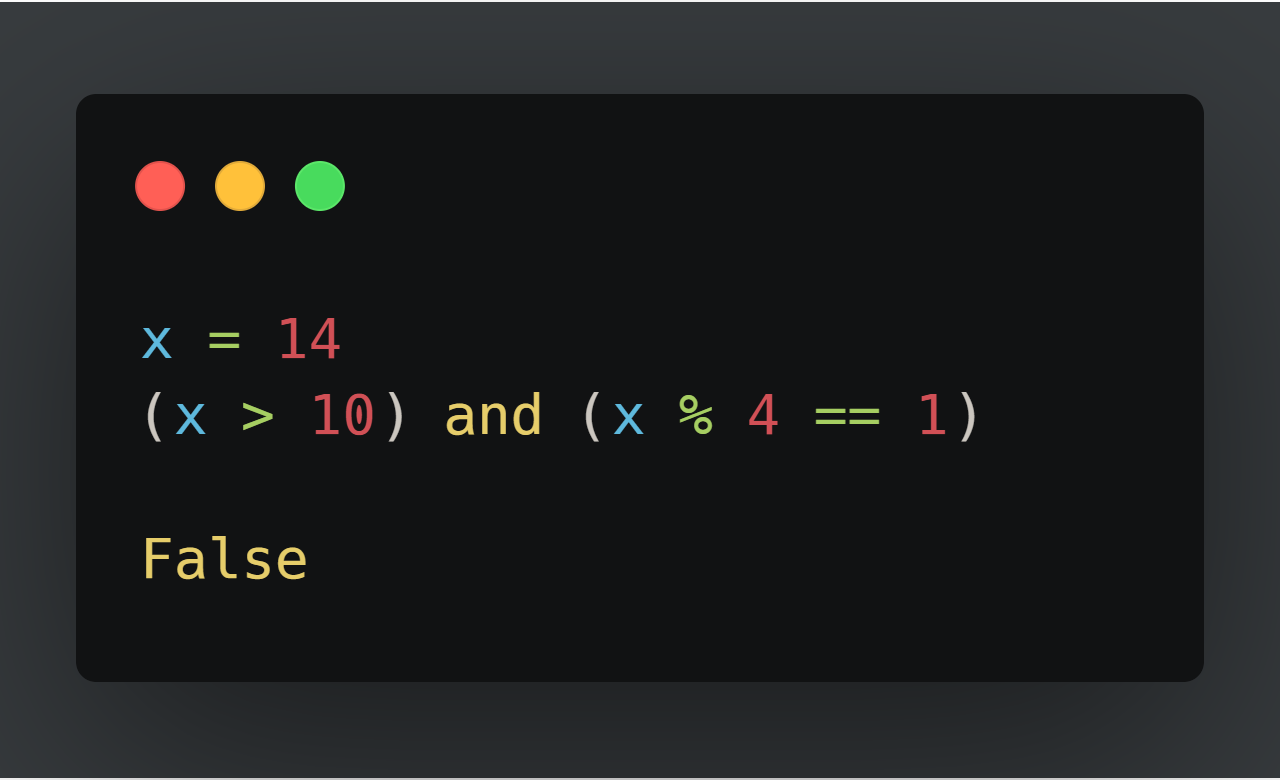 x = 14
(x > 10) and (x % 4 == 1)
False